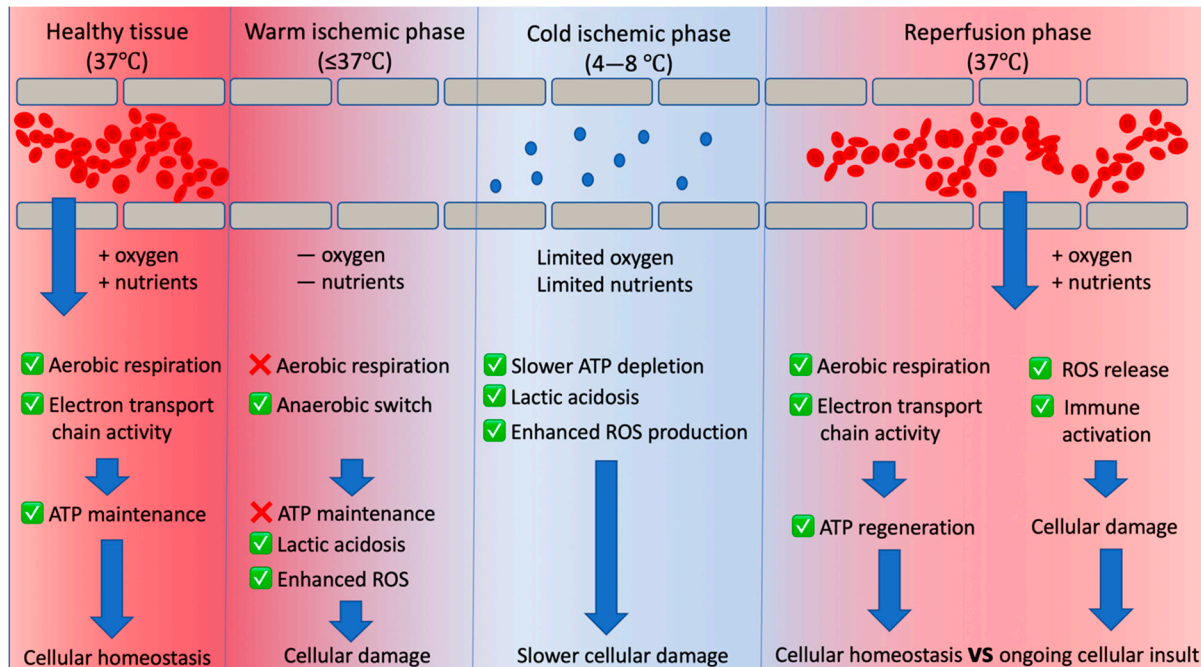 Healthy tissue
(37℃)
+ oxygen
+ nutrients
Aerobic respiration
Electron transport
chain activity
ATP maintenance
Cellular homeostasis
Warm ischemic phase
(≤37℃)
— oxygen
— nutrients
Aerobic respiration
Anaerobic switch
ATP maintenance
Lactic acidosis
Enhanced ROS
Cellular damage
Cold ischemic phase
(4—8 ℃)
Limited oxygen
Limited nutrients
Slower ATP depletion
Lactic acidosis
Enhanced ROS production
Slower cellular damage
Reperfusion phase
(37℃)
+ oxygen
+ nutrients
Aerobic respiration
Electron transport
chain activity
ATP regeneration
ROS release
Immune
activation
Cellular damage
Cellular homeostasis VS ongoing cellular insult